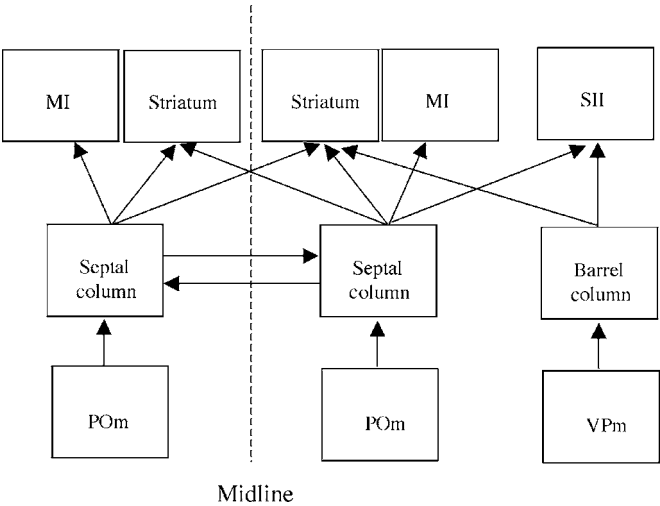 MI
Striatum
Striatum
MI
SII
Septal
column
Septal
column
Barrel
column
POm
POm
VPm
Midline